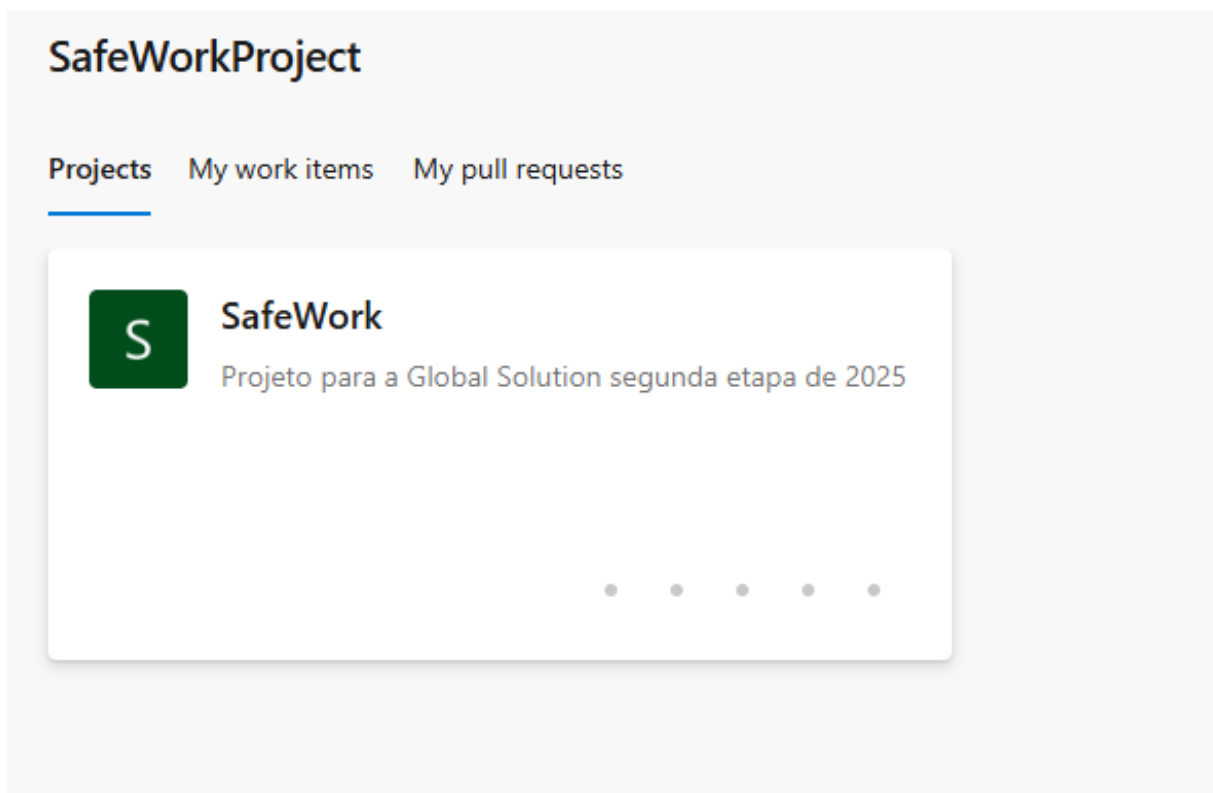 SafeWorkProject
Projects My work items My pull requests
S
SafeWork
Projeto para a Global Solution segunda etapa de 2025